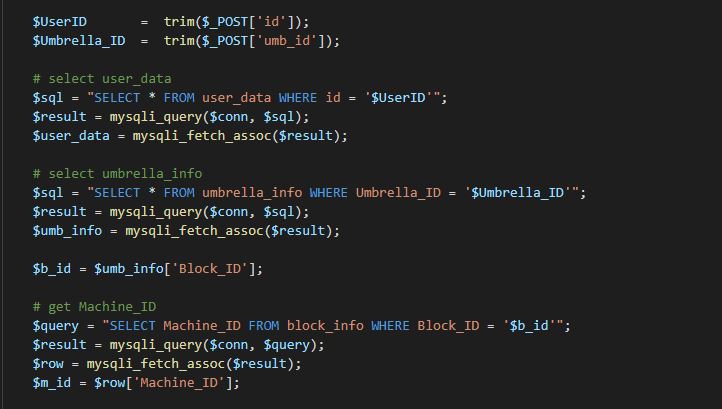 $UserID       =  trim($_POST['id']);
$Umbrella_ID  =  trim($_POST['umb_id']);
# select user_data
$sql = "SELECT * FROM user_data WHERE id = '$UserID'";
$result = mysqli_query($conn, $sql);
$user_data = mysqli_fetch_assoc($result);
# select umbrella_info
$sql = "SELECT * FROM umbrella_info WHERE Umbrella_ID = '$Umbrella_ID'";
$result = mysqli_query($conn, $sql);
$umb_info = mysqli_fetch_assoc($result);
$b_id = $umb_info['Block_ID'];
# get Machine_ID
$query = "SELECT Machine_ID FROM block_info WHERE Block_ID = '$b_id'";
$result = mysqli_query($conn, $query);
$row = mysqli_fetch_assoc($result);
$m_id = $row['Machine_ID'];